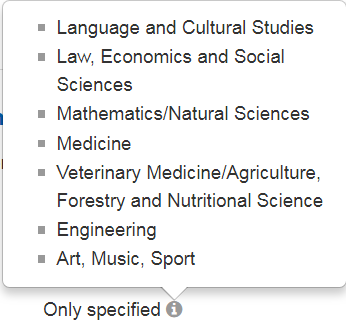 Language and Cultural Studies
Law, Economics and Social
Sciences
Mathematics/Natural Sciences
Medicine
Veterinary Medicine/Agriculture,
Forestry and Nutritional Science
Engineering
Art, Music, Sport
Only specified